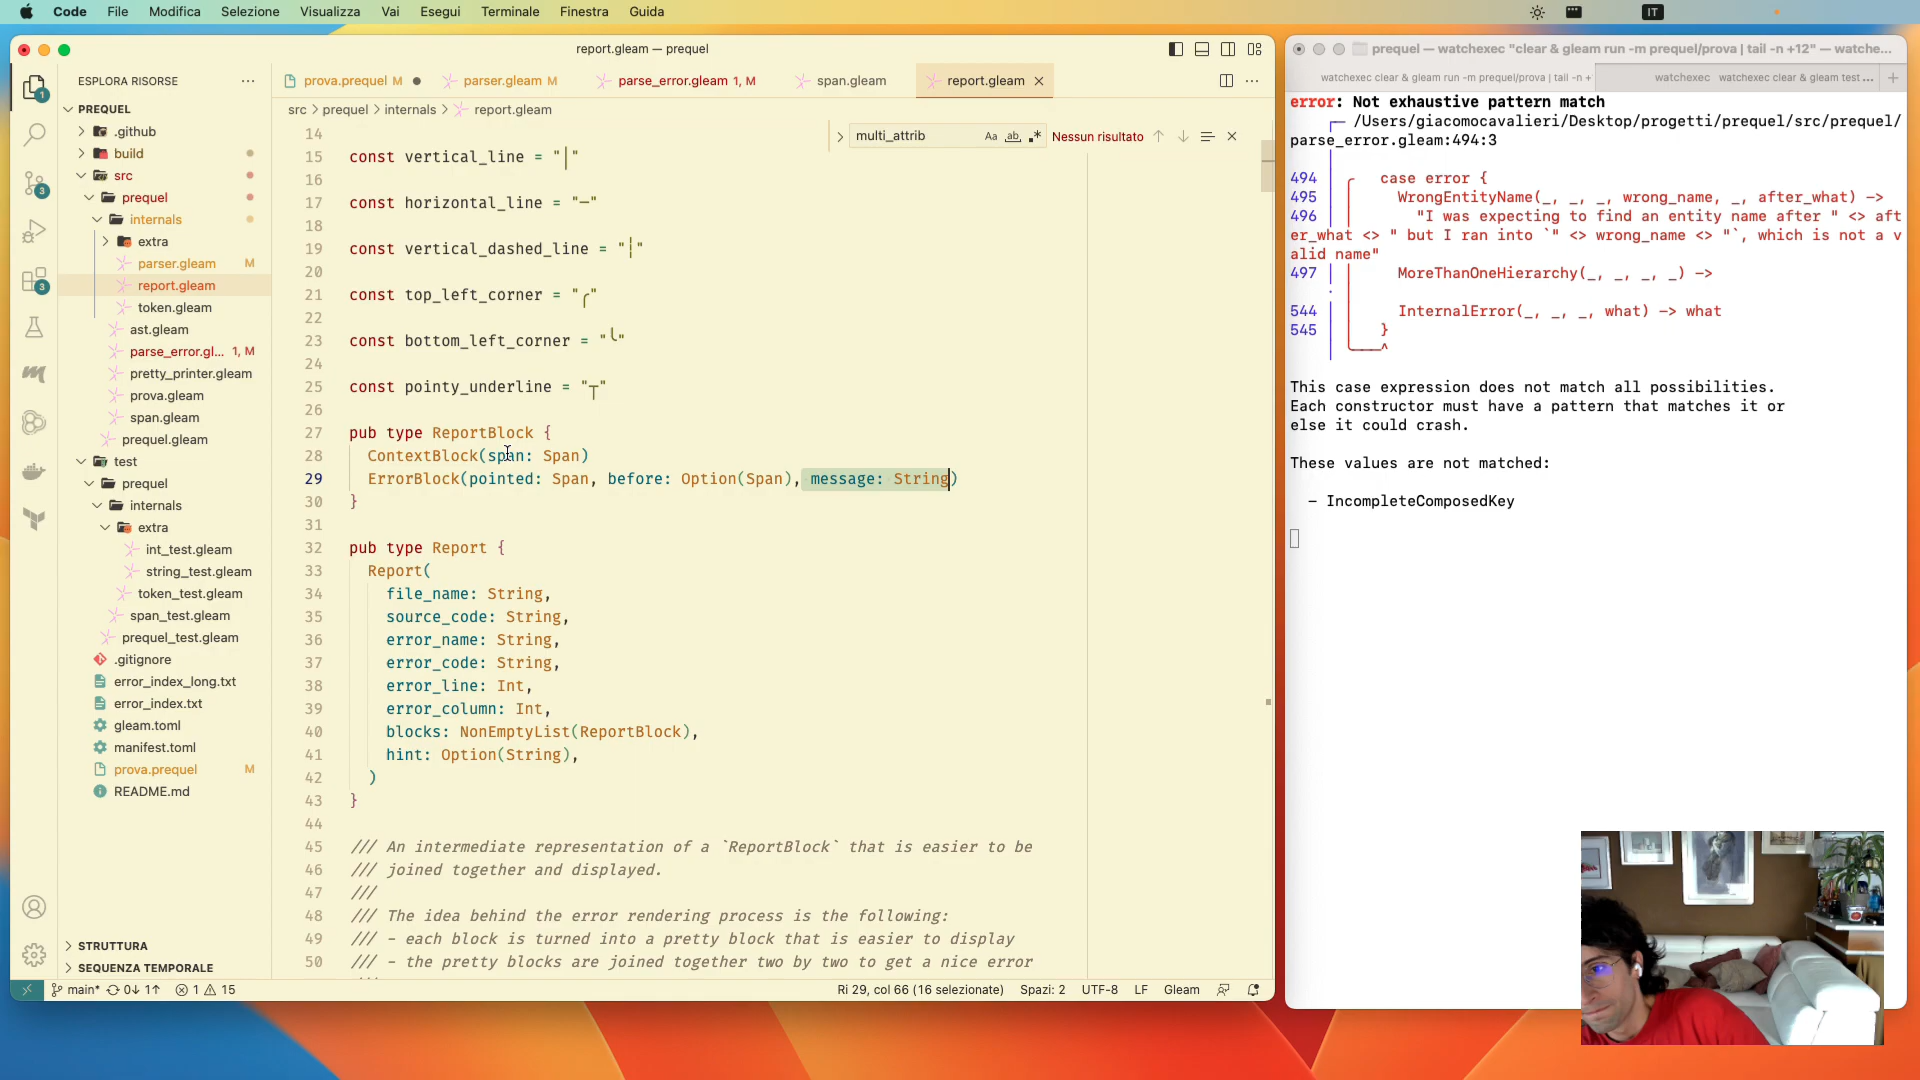 Code File Modifica Selezione Visualizza Vai Esegui Terminale Finestra Guida IT
report.gleam — prequel
ESPLORA RISORSE
PREQUEL
.github
build
src
prequel
internals
extra
parser.gleam M
report.gleam
token.gleam
ast.gleam
parse_error.gl... 1, M
pretty_printer.gleam
prova.gleam
span.gleam
prequel.gleam
test
prequel
internals
extra
int_test.gleam
string_test.gleam
token_test.gleam
span_test.gleam
prequel_test.gleam
.gitignore
error_index_long.txt
error_index.txt
gleam.toml
manifest.toml
prova.prequel M
README.md
STRUTTURA
SEQUENZA TEMPORALE
1
3
3
prova.prequel M parser.gleam M parse_error.gleam 1, M span.gleam report.gleam
src > prequel > internals > report.gleam
multi_attrib Aa ab Nessun risultato
14
15 const vertical_line = "│"
16
17 const horizontal_line = "─"
18
19 const vertical_dashed_line = "┆"
20
21 const top_left_corner = "╭"
22
23 const bottom_left_corner = "╰"
24
25 const pointy_underline = "┬"
26
27 pub type ReportBlock {
28 ContextBlock(span: Span)
29 ErrorBlock(pointed: Span, before: Option(Span), message: String)
30 }
31
32 pub type Report {
33 Report(
34 file_name: String,
35 source_code: String,
36 error_name: String,
37 error_code: String,
38 error_line: Int,
39 error_column: Int,
40 blocks: NonEmptyList(ReportBlock),
41 hint: Option(String),
42 )
43 }
44
45 /// An intermediate representation of a `ReportBlock` that is easier to be
46 /// joined together and displayed.
47 ///
48 /// The idea behind the error rendering process is the following:
49 /// - each block is turned into a pretty block that is easier to display
50 /// - the pretty blocks are joined together two by two to get a nice error
main* 0↓ 1↑ 1 15 Ri 29, col 66 (16 selezionate) Spazi: 2 UTF-8 LF Gleam
prequel — watchexec "clear & gleam run -m prequel/prova | tail -n +12" — watche...
watchexec clear & gleam run -m prequel/prova | tail -n + watchexec watchexec clear & gleam test ...
error: Not exhaustive pattern match
┌─ /Users/giacomocavalieri/Desktop/progetti/prequel/src/prequel/
parse_error.gleam:494:3
494 case error {
495 WrongEntityName(_, _, _, wrong_name, _, after_what) ->
496 "I was expecting to find an entity name after " <> aft
er_what <> " but I ran into `" <> wrong_name <> "`, which is not a v
alid name"
497 MoreThanOneHierarchy(_, _, _, _) ->
·
544 InternalError(_, _, _, what) -> what
545 }
^
This case expression does not match all possibilities.
Each constructor must have a pattern that matches it or
else it could crash.
These values are not matched:
- IncompleteComposedKey